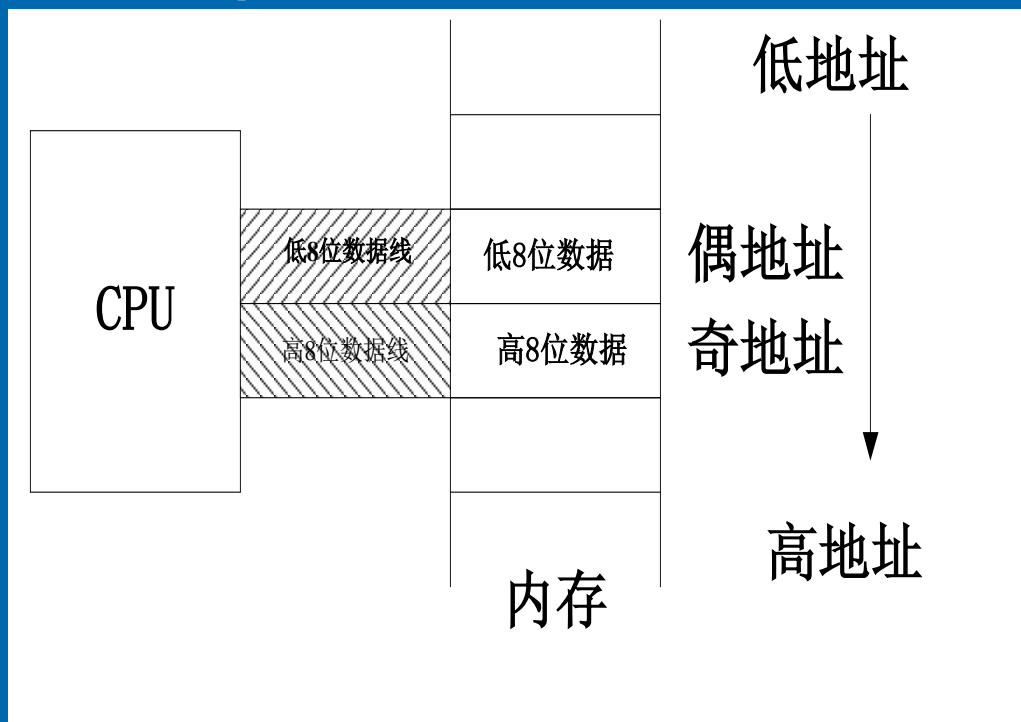 低地址
低8位数据线
低8位数据
偶地址
CPU
高8位数据线
高8位数据
奇地址
高地址
内存